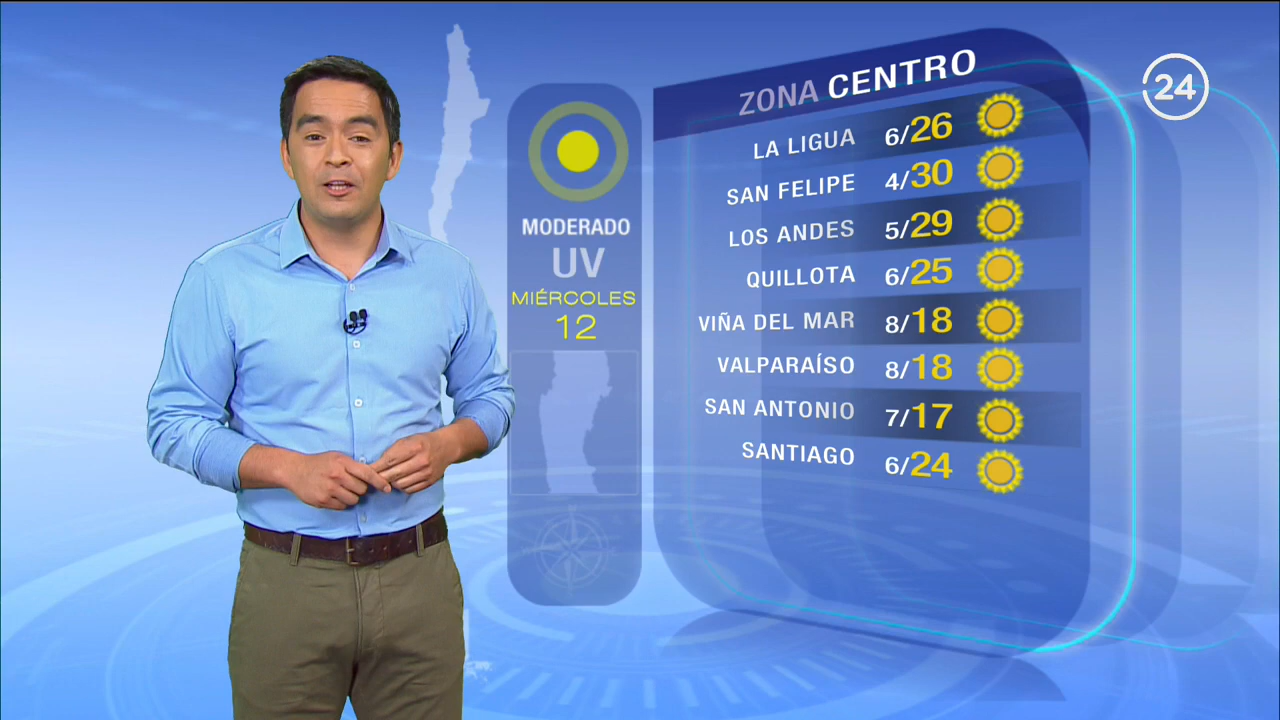 24
MODERADO
UV
MIÉRCOLES
12
ZONA CENTRO
LA LIGUA 6/26
SAN FELIPE 4/30
LOS ANDES 5/29
QUILLOTA 6/25
VIÑA DEL MAR 8/18
VALPARAÍSO 8/18
SAN ANTONIO 7/17
SANTIAGO 6/24